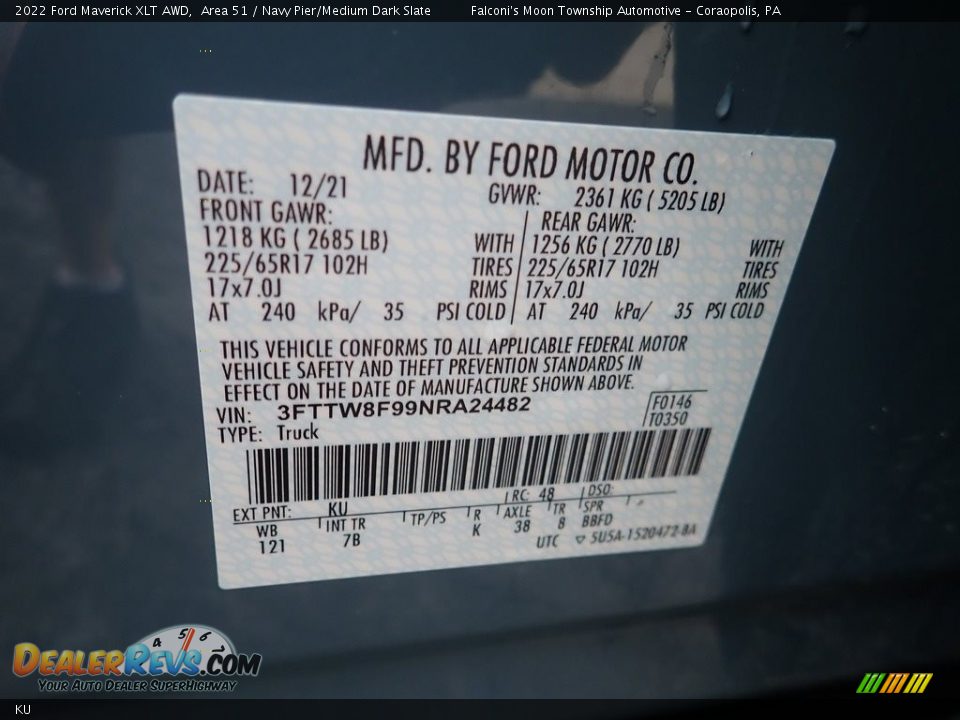 2022 Ford Maverick XLT AWD, Area 51 / Navy Pier/Medium Dark Slate Falconi's Moon Township Automotive - Coraopolis, PA
MFD. BY FORD MOTOR CO.
DATE: 12/21 GVWR: 2361 KG ( 5205 LB)
FRONT GAWR: REAR GAWR:
1218 KG ( 2685 LB) WITH 1256 KG ( 2770 LB) WITH
225/65R17 102H TIRES 225/65R17 102H TIRES
17x7.0J RIMS 17x7.0J RIMS
AT 240 kPa/ 35 PSI COLD AT 240 kPa/ 35 PSI COLD
THIS VEHICLE CONFORMS TO ALL APPLICABLE FEDERAL MOTOR
VEHICLE SAFETY AND THEFT PREVENTION STANDARDS IN
EFFECT ON THE DATE OF MANUFACTURE SHOWN ABOVE.
VIN: 3FTTW8F99NRA24482 F0146
TYPE: Truck T0350
EXT PNT: KU RC: 48 DSO:
WB INT TR TP/PS R AXLE TR SPR
121 7B K 38 8 BBFD
UTC ▽ 5U5A-1520472-BA
4 5 6
DEALERREVS.COM
YOUR AUTO DEALER SUPERHIGHWAY
KU